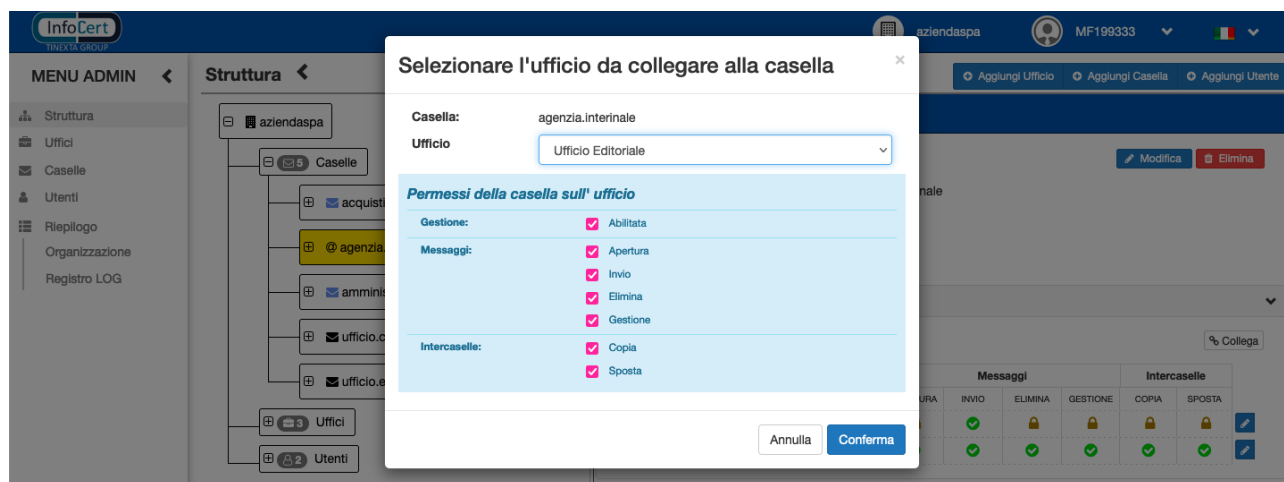 InfoCert
TINEXTA GROUP
aziendaspa
MF199333
MENU ADMIN
Struttura
Uffici
Caselle
Utenti
Riepilogo
Organizzazione
Registro LOG
Struttura
Aggiungi Ufficio
Aggiungi Casella
Aggiungi Utente
aziendaspa
5 Caselle
acquisti
@ agenzia.
amminis
ufficio.c
ufficio.e
3 Uffici
2 Utenti
Selezionare l'ufficio da collegare alla casella
×
Casella: agenzia.interinale
Ufficio Ufficio Editoriale
Permessi della casella sull' ufficio
Gestione: Abilitata
Messaggi: Apertura
Invio
Elimina
Gestione
Intercaselle: Copia
Sposta
Annulla Conferma
Modifica Elimina
nale
Collega
Messaggi Intercaselle
URA INVIO ELIMINA GESTIONE COPIA SPOSTA